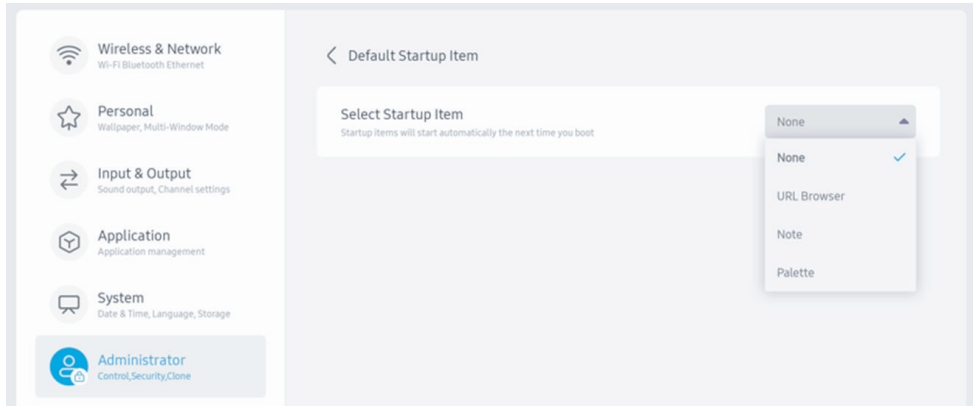 Wireless & Network
Wi-Fi Bluetooth Ethernet
Personal
Wallpaper, Multi-Window Mode
Input & Output
Sound output, Channel settings
Application
Application management
System
Date & Time, Language, Storage
Administrator
Control,Security,Clone
Default Startup Item
Select Startup Item
Startup items will start automatically the next time you boot
None
None
URL Browser
Note
Palette